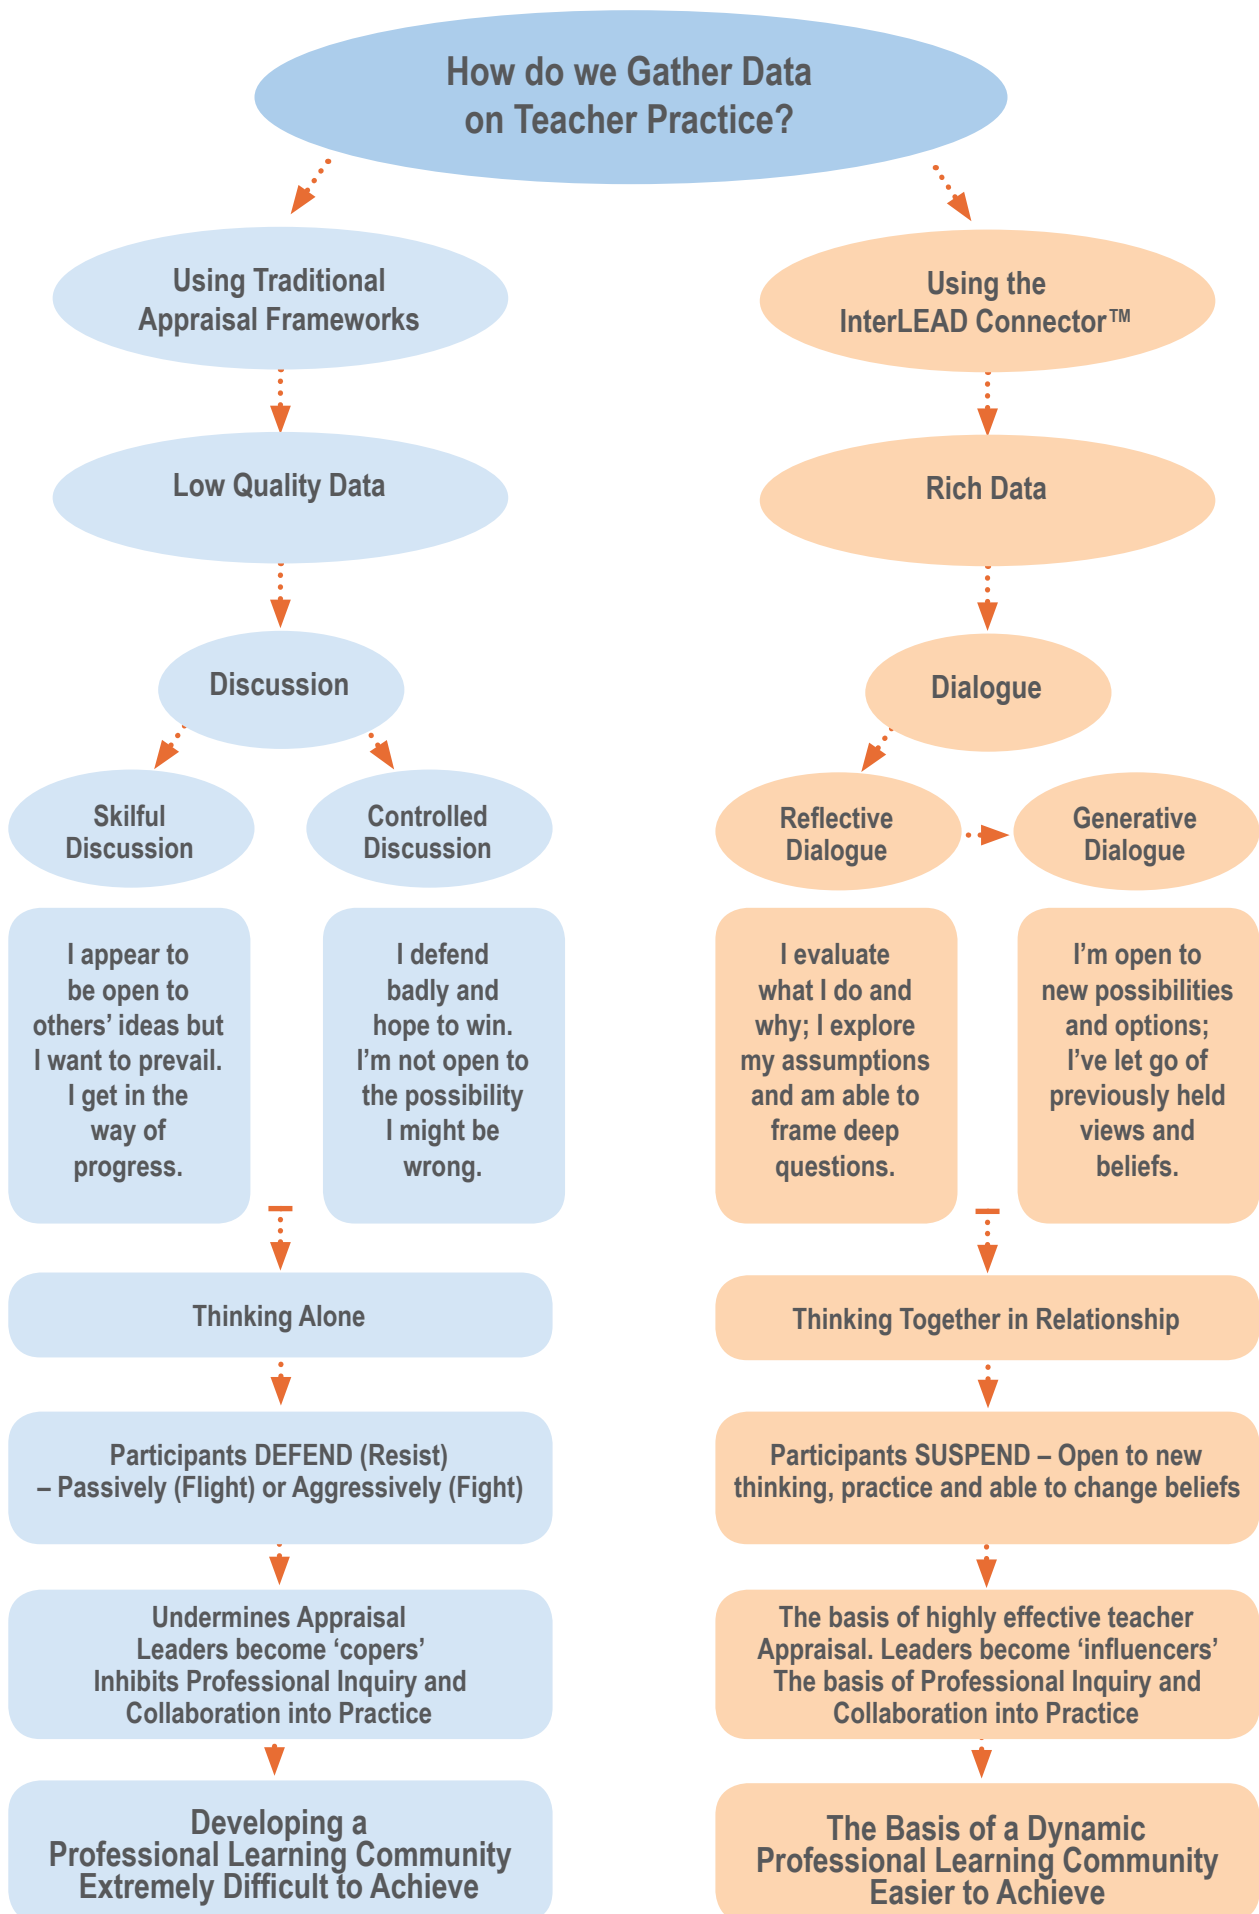 How do we Gather Data
on Teacher Practice?
Using Traditional
Appraisal Frameworks
Using the
InterLEAD Connector™
Low Quality Data
Rich Data
Discussion
Dialogue
Skilful
Discussion
Controlled
Discussion
Reflective
Dialogue
Generative
Dialogue
I appear to
be open to
others’ ideas but
I want to prevail.
I get in the
way of
progress.
I defend
badly and
hope to win.
I’m not open to
the possibility
I might be
wrong.
I evaluate
what I do and
why; I explore
my assumptions
and am able to
frame deep
questions.
I’m open to
new possibilities
and options;
I’ve let go of
previously held
views and
beliefs.
Thinking Alone
Thinking Together in Relationship
Participants DEFEND (Resist)
– Passively (Flight) or Aggressively (Fight)
Participants SUSPEND – Open to new
thinking, practice and able to change beliefs
Undermines Appraisal
Leaders become ‘copers’
Inhibits Professional Inquiry and
Collaboration into Practice
The basis of highly effective teacher
Appraisal. Leaders become ‘influencers’
The basis of Professional Inquiry and
Collaboration into Practice
Developing a
Professional Learning Community
Extremely Difficult to Achieve
The Basis of a Dynamic
Professional Learning Community
Easier to Achieve